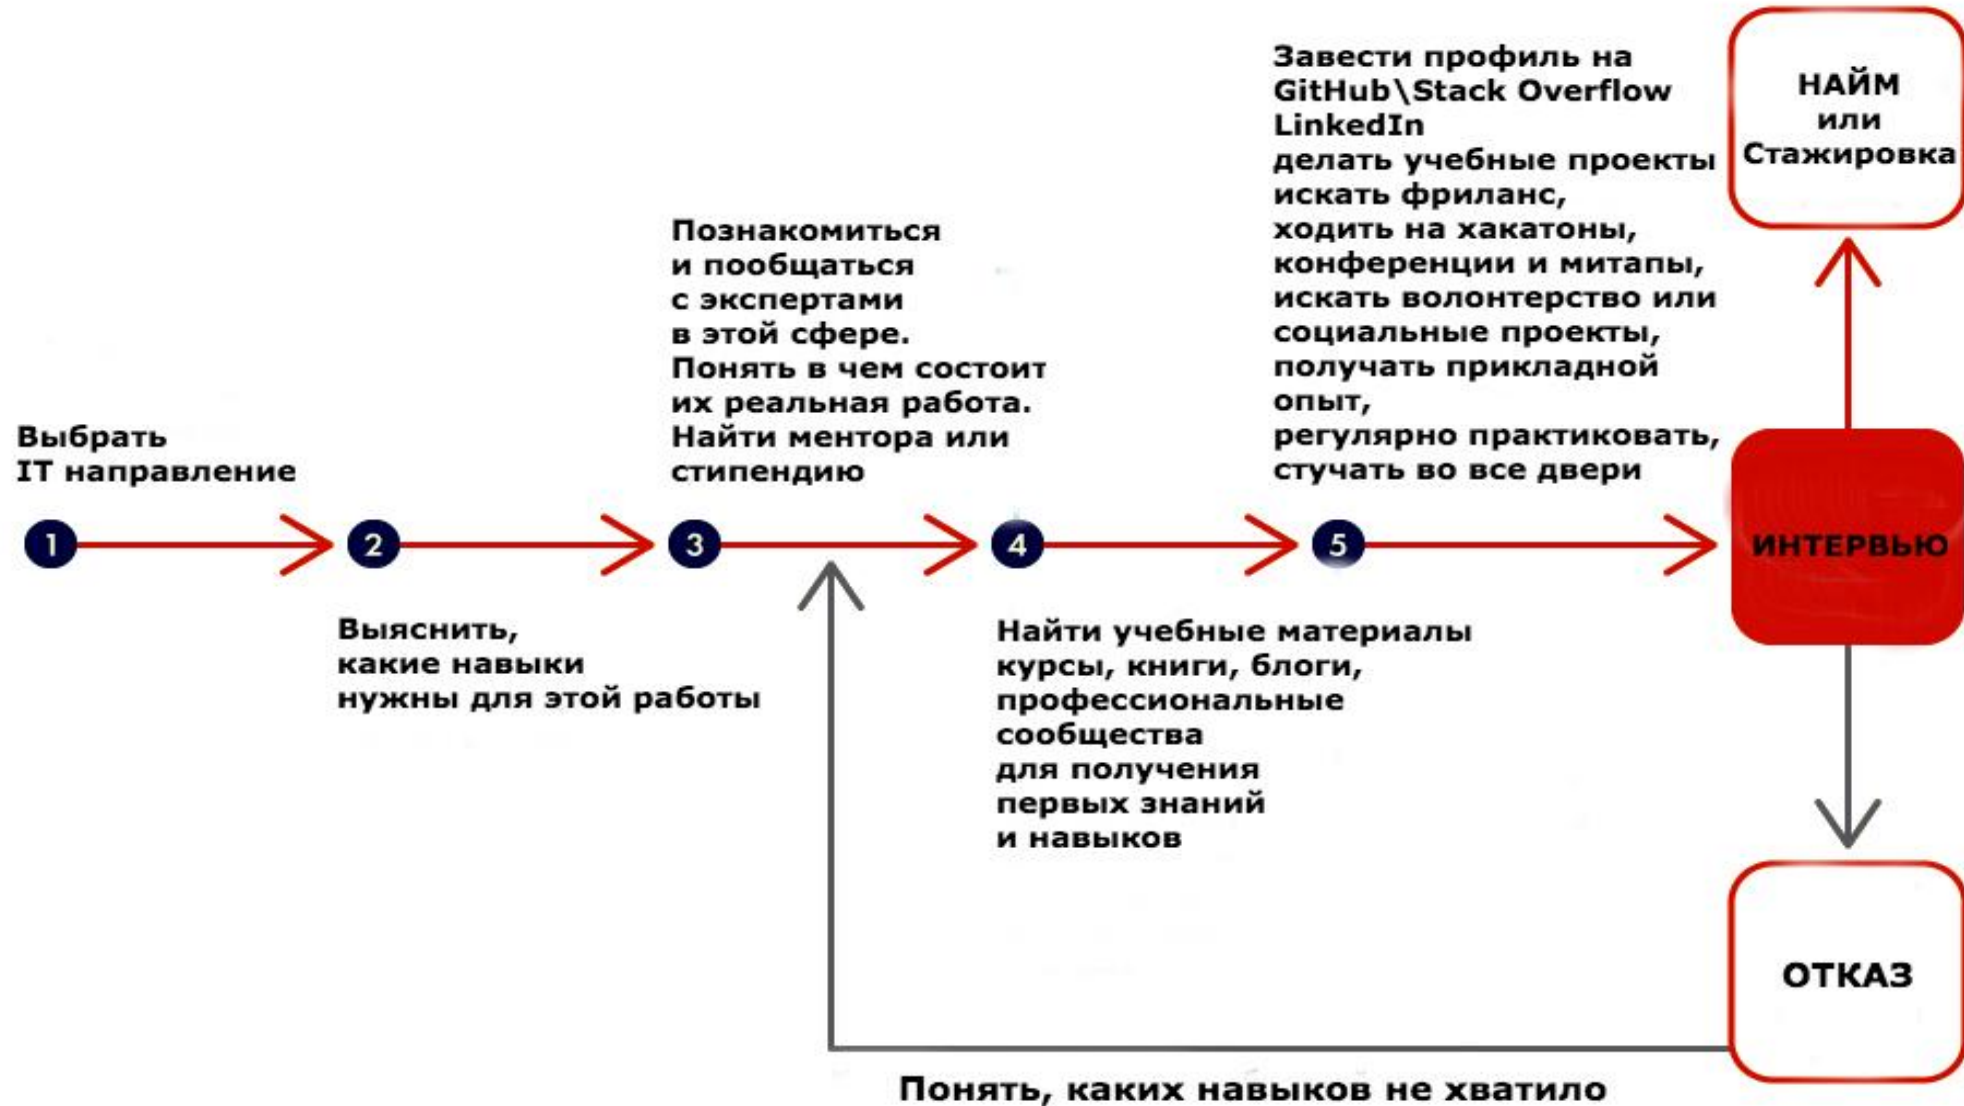 Выбрать
IT направление
1
2
Выяснить,
какие навыки
нужны для этой работы
Познакомиться
и пообщаться
с экспертами
в этой сфере.
Понять в чем состоит
их реальная работа.
Найти ментора или
стипендию
3
4
Найти учебные материалы
курсы, книги, блоги,
профессиональные
сообщества
для получения
первых знаний
и навыков
Завести профиль на
GitHub\Stack Overflow
LinkedIn
делать учебные проекты
искать фриланс,
ходить на хакатоны,
конференции и митапы,
искать волонтерство или
социальные проекты,
получать прикладной
опыт,
регулярно практиковать,
стучать во все двери
5
ИНТЕРВЬЮ
НАЙМ
или
Стажировка
ОТКАЗ
Понять, каких навыков не хватило